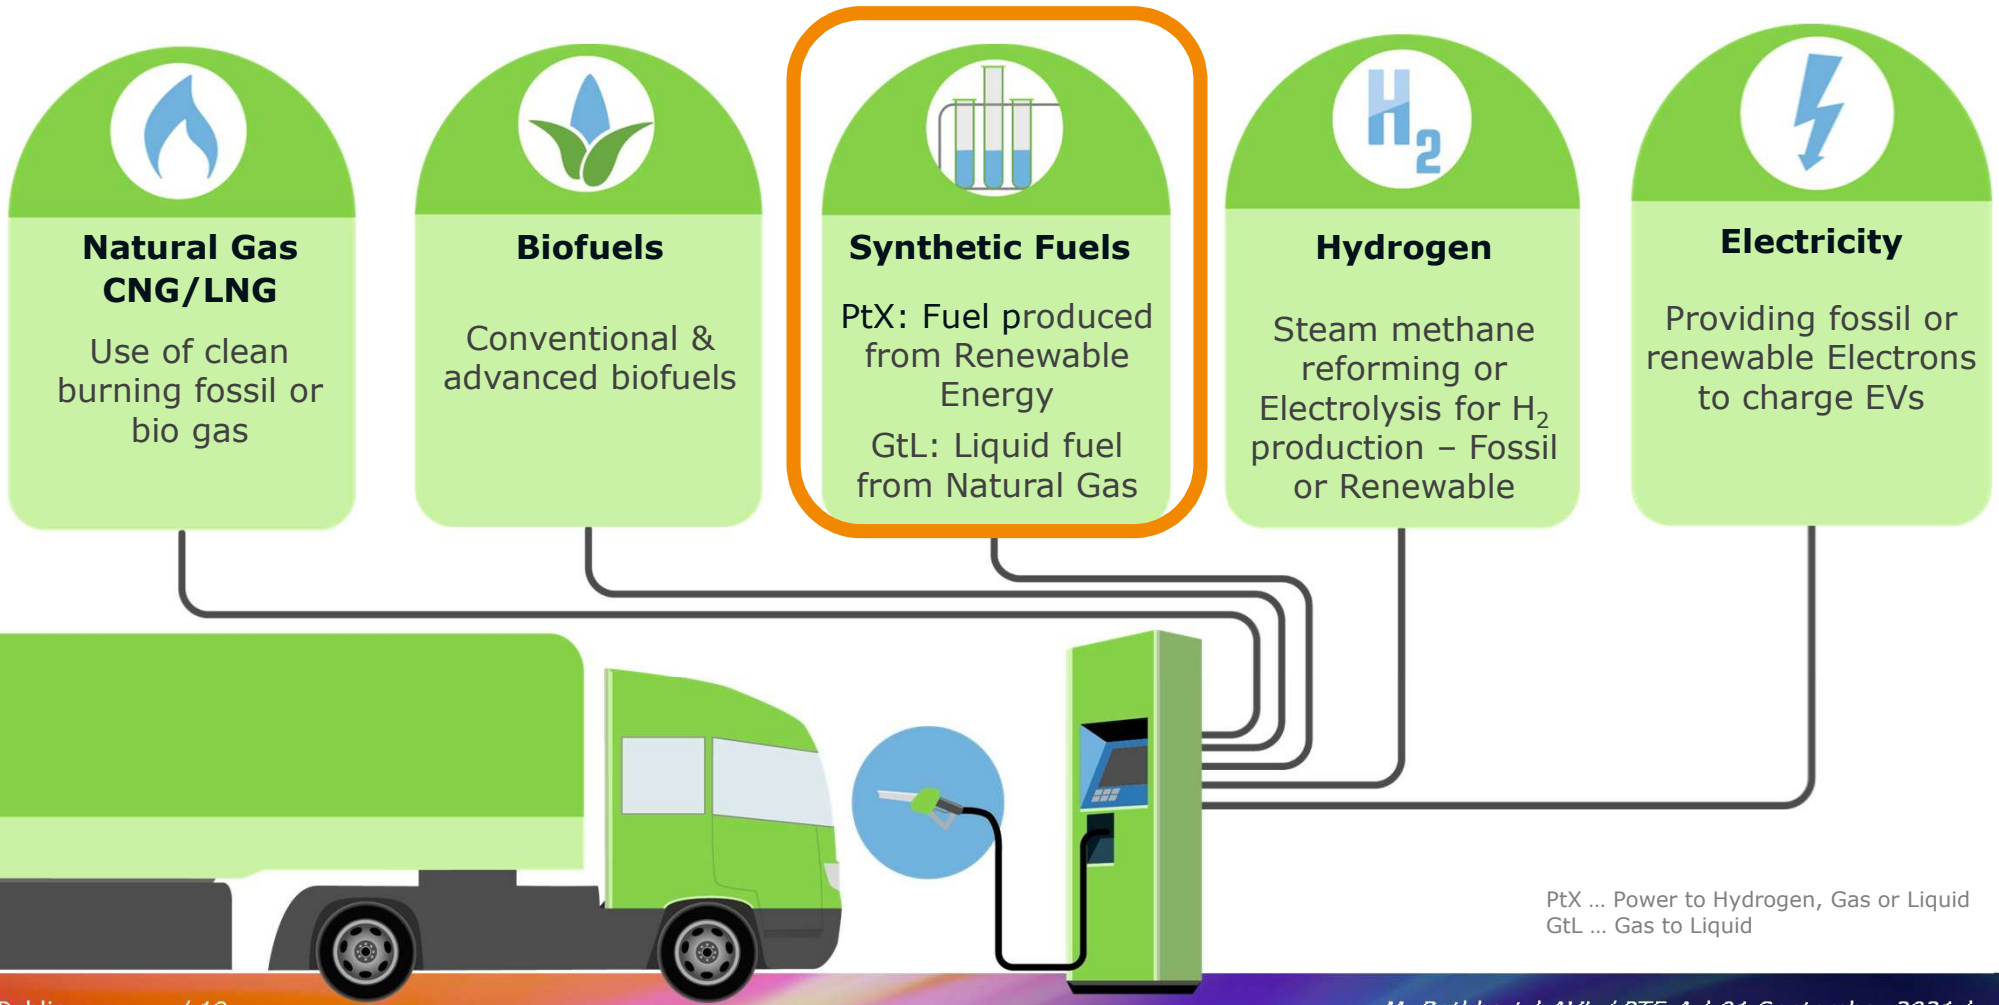 Natural Gas
CNG/LNG
Use of clean
burning fossil or
bio gas
Biofuels
Conventional &
advanced biofuels
Synthetic Fuels
PtX: Fuel produced
from Renewable
Energy
GtL: Liquid fuel
from Natural Gas
H2
Hydrogen
Steam methane
reforming or
Electrolysis for H₂
production – Fossil
or Renewable
Electricity
Providing fossil or
renewable Electrons
to charge EVs
PtX … Power to Hydrogen, Gas or Liquid
GtL … Gas to Liquid